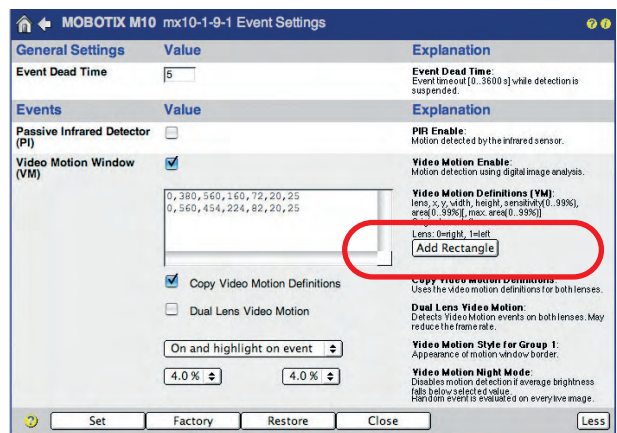 MOBOTIX M10 mx10-1-9-1 Event Settings
General Settings Value Explanation
Event Dead Time 5 Event Dead Time:
Event timeout [0..3600 s] while detection is
suspended.
Events Value Explanation
Passive Infrared Detector
(PI)
PIR Enable:
Motion detected by the infrared sensor.
Video Motion Window
(VM)
Video Motion Enable:
Motion detection using digital image analysis.
0,380,560,160,72,20,25
0,560,454,224,82,20,25
Video Motion Definitions (VM):
lens, x, y, width, height, sensitivity(0..99%),
area(0..99%)[, max. area(0..99%)]
Lens: 0=right, 1=left
Add Rectangle
Copy Video Motion Definitions
Copy Video Motion Definitions:
Uses the video motion definitions for both lenses.
Dual Lens Video Motion
Dual Lens Video Motion:
Detects Video Motion events on both lenses. May
reduce the frame rate.
On and highlight on event
Video Motion Style for Group 1:
Appearance of motion window border.
4.0 % 4.0 %
Video Motion Night Mode:
Disables motion detection if average brightness
falls below selected value.
Random event is evaluated on every live image.
Set Factory Restore Close Less